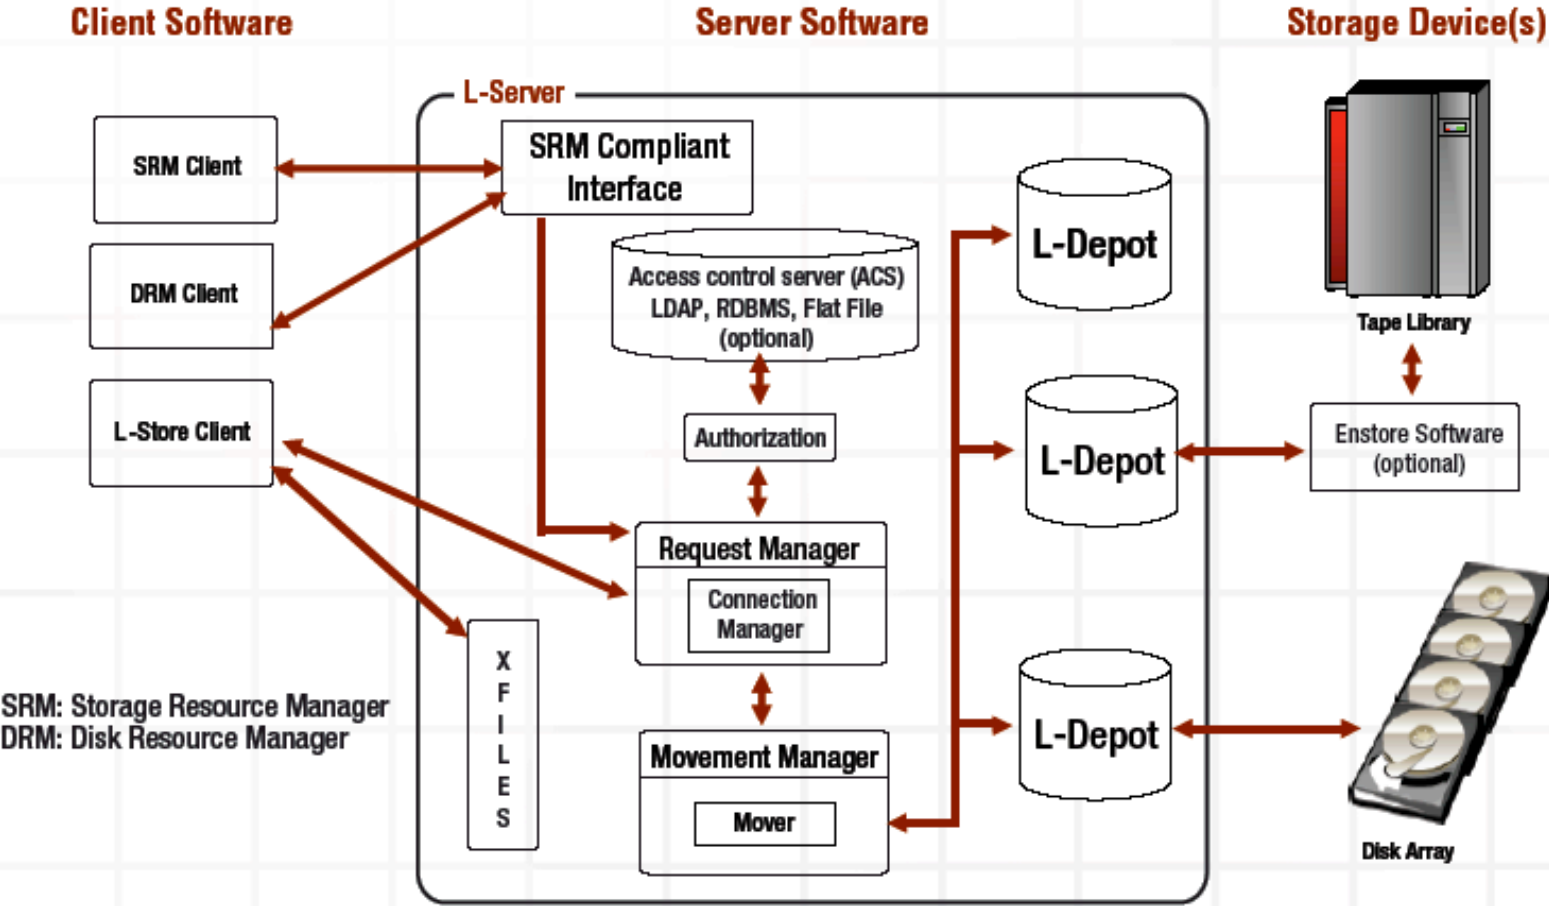 Client Software
Server Software
Storage Device(s)
L-Server
SRM Client
SRM Compliant
Interface
DRM Client
L-Store Client
Access control server (ACS)
LDAP, RDBMS, Flat File
(optional)
Authorization
Request Manager
Connection
Manager
Movement Manager
Mover
XFILES
SRM: Storage Resource Manager
DRM: Disk Resource Manager
L-Depot
L-Depot
L-Depot
Tape Library
Enstore Software
(optional)
Disk Array